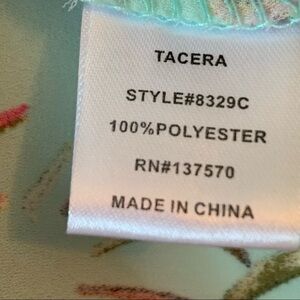 TACERA
STYLE#8329C
100%POLYESTER
RN#137570
MADE IN CHINA